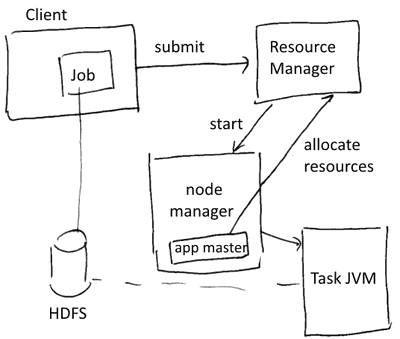 Client
Job
submit
Resource
Manager
start
allocate
resources
node
manager
app master
Task JVM
HDFS